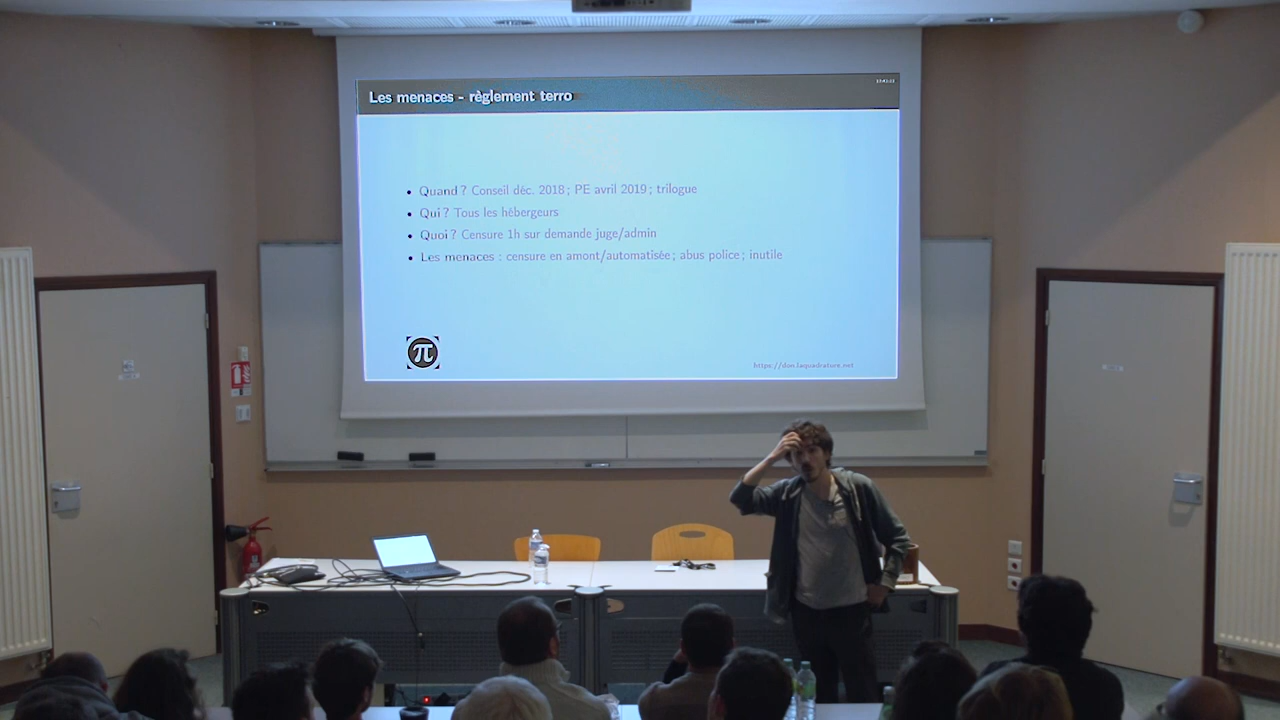 Les menaces - règlement terro
• Quand ? Conseil déc. 2018 ; PE avril 2019 ; trilogue
• Qui ? Tous les hébergeurs
• Quoi ? Censure 1h sur demande juge/admin
• Les menaces : censure en amont/automatisée ; abus police ; inutile
π
https://don.laquadrature.net